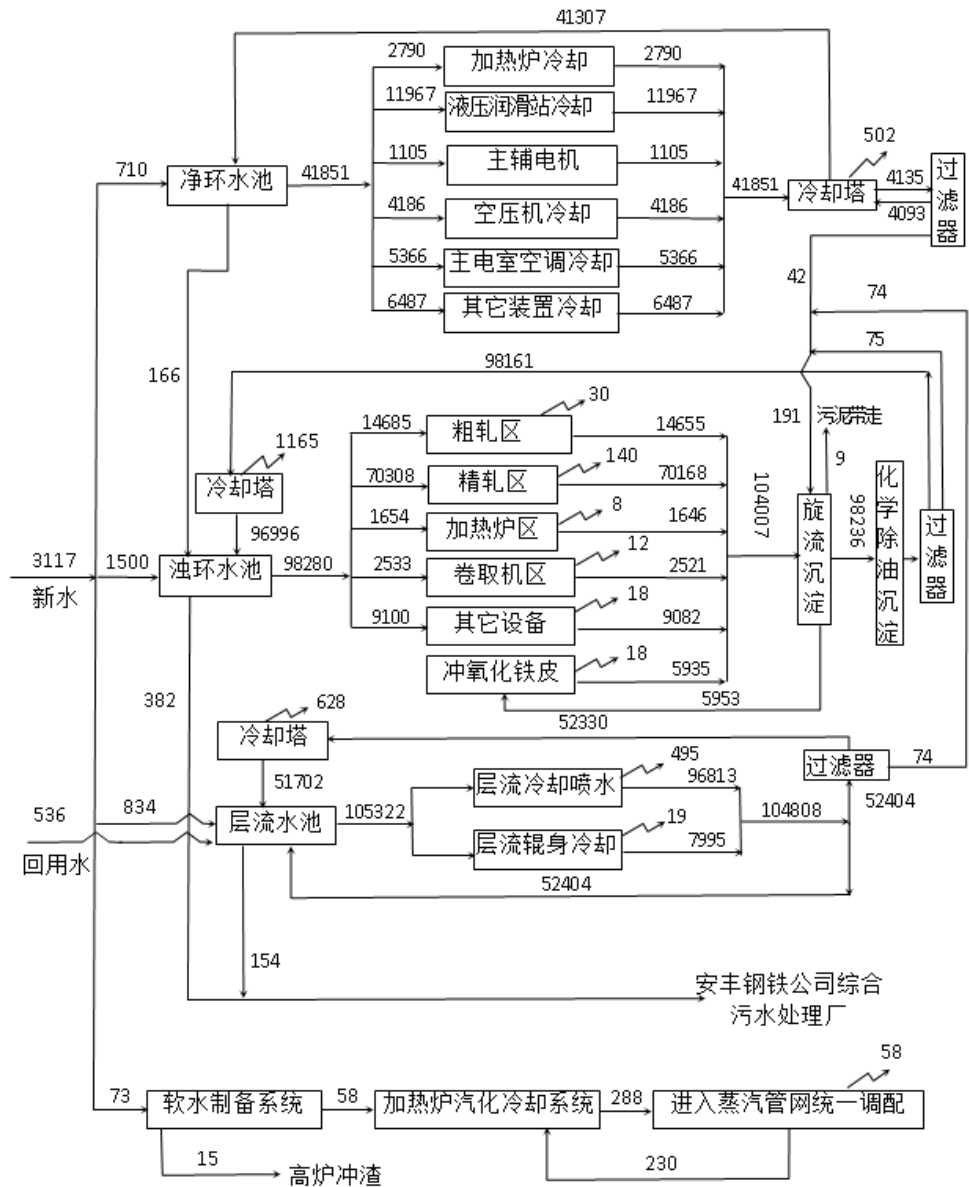 41307
2790
加热炉冷却
2790
11967
液压润滑站冷却
11967
502
710
净环水池
41851
1105
主辅电机
1105
41851
冷却塔
4135
4093
过滤器
4186
空压机冷却
4186
5366
主电室空调冷却
5366
42
6487
其它装置冷却
6487
74
75
166
98161
30
14685
粗轧区
14655
191
污泥带走
1165
140
9
冷却塔
70308
精轧区
70168
104007
98236
化学除油沉淀
8
1654
加热炉区
1646
旋流沉淀
过滤器
96996
3117
新水
1500
浊环水池
98280
12
2533
卷取机区
2521
18
9100
其它设备
9082
18
冲氧化铁皮
5935
5953
382
628
冷却塔
52330
过滤器
74
51702
495
层流冷却喷水
96813
52404
536
回用水
834
层流水池
105322
104808
19
层流辊身冷却
7995
52404
154
安丰钢铁公司综合
污水处理厂
58
73
软水制备系统
58
加热炉汽化冷却系统
288
进入蒸汽管网统一调配
15
高炉冲渣
230